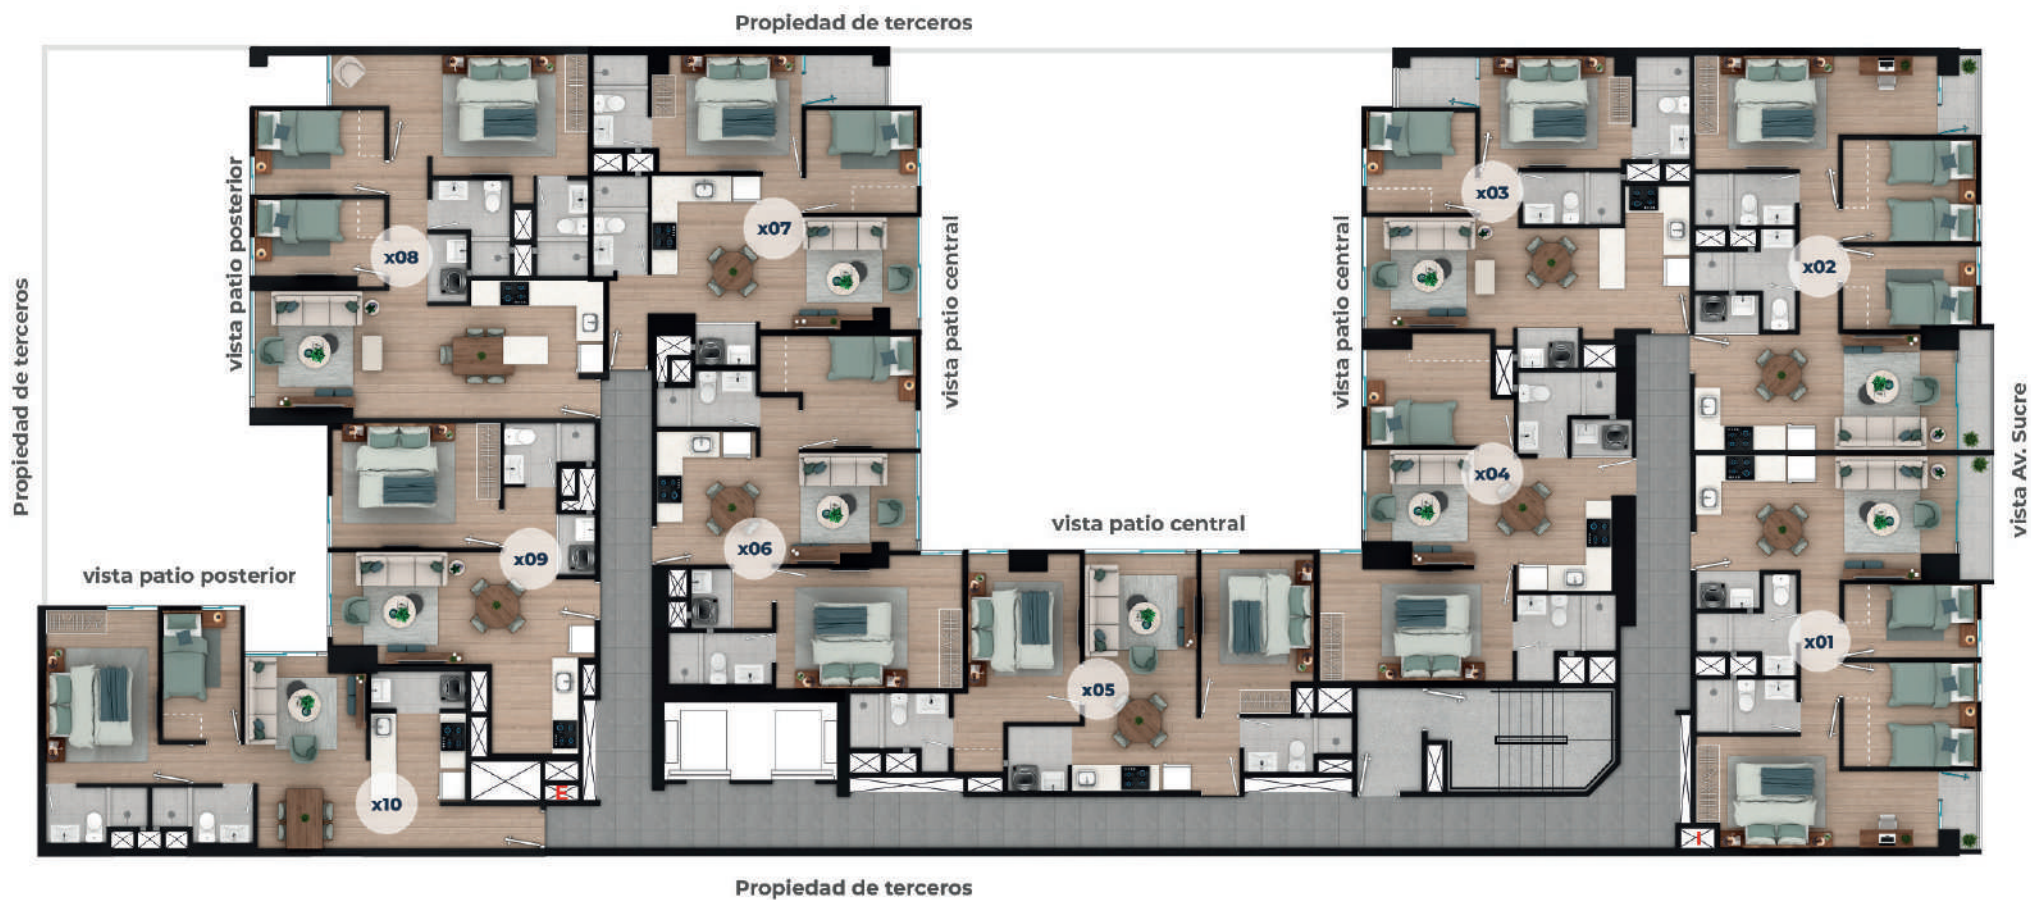 Propiedad de terceros
x03
x07
x02
x08
vista patio posterior
vista patio central
vista patio central
Propiedad de terceros
vista Av. Sucre
x04
vista patio central
x06
x09
vista patio posterior
x01
x05
x10
E
I
Propiedad de terceros